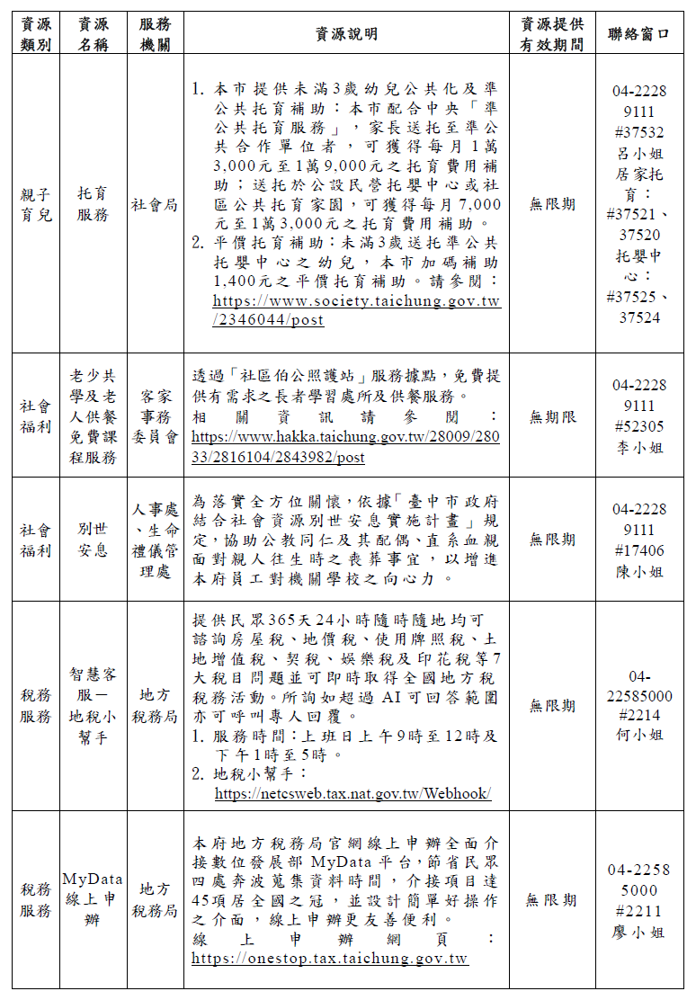 資源
類別
資源
名稱
服務
機關
資源說明
資源提供
有效期間
聯絡窗口
親子
育兒
托育
服務
社會局
1. 本市提供未滿3歲幼兒公共化及準
公共托育補助：本市配合中央「準
公共托育服務」，家長送托至準公
共合作單位者，可獲得每月1萬
3,000元至1萬9,000元之托育費用補
助；送托於公設民營托嬰中心或社
區公共托育家園，可獲得每月7,000
元至1萬3,000元之托育費用補助。
2. 平價托育補助：未滿3歲送托準公共
托嬰中心之幼兒，本市加碼補助
1,400元之平價托育補助。請參閱：
https://www.society.taichung.gov.tw
/2346044/post
無限期
04-2228
9111
#37532
呂小姐
居家托
育：
#37521、
37520
托嬰中
心：
#37525、
37524
社會
福利
老少共
學及老
人供餐
免費課
程服務
客家
事務
委員會
透過「社區伯公照護站」服務據點，免費提
供有需求之長者學習處所及供餐服務。
相關資訊請參閱：
https://www.hakka.taichung.gov.tw/28009/280
33/2816104/2843982/post
無期限
04-2228
9111
#52305
李小姐
社會
福利
別世
安息
人事處
、生命
禮儀管
理處
為落實全方位關懷，依據「臺中市政府
結合社會資源別世安息實施計畫」規
定，協助公教同仁及其配偶、直系血親
面對親人往生時之喪葬事宜，以增進
本府員工對機關學校之向心力。
無限期
04-2228
9111
#17406
陳小姐
稅務
服務
智慧客
服－
地稅小
幫手
地方
稅務局
提供民眾365天24小時隨時隨地均可
諮詢房屋稅、地價稅、使用牌照稅、土
地增值稅、契稅、娛樂稅及印花稅等7
大稅目問題並可即時取得全國地方稅
稅務活動。所詢如超過 AI 可回答範圍
亦可呼叫專人回覆。
1. 服務時間：上班日上午9時至12時及
下午1時至5時。
2. 地稅小幫手：
https://netcsweb.tax.nat.gov.tw/Webhook/
無限期
04-
22585000
#2214
何小姐
稅務
服務
MyData
線上申
辦
地方
稅務局
本府地方稅務局官網線上申辦全面介
接數位發展部 MyData 平台，節省民眾
四處奔波蒐集資料時間，介接項目達
45項居全國之冠，並設計簡單好操作
之介面，線上申辦更友善便利。
線上申辦網頁：
https://onestop.tax.taichung.gov.tw
無限期
04-2258
5000
#2211
廖小姐